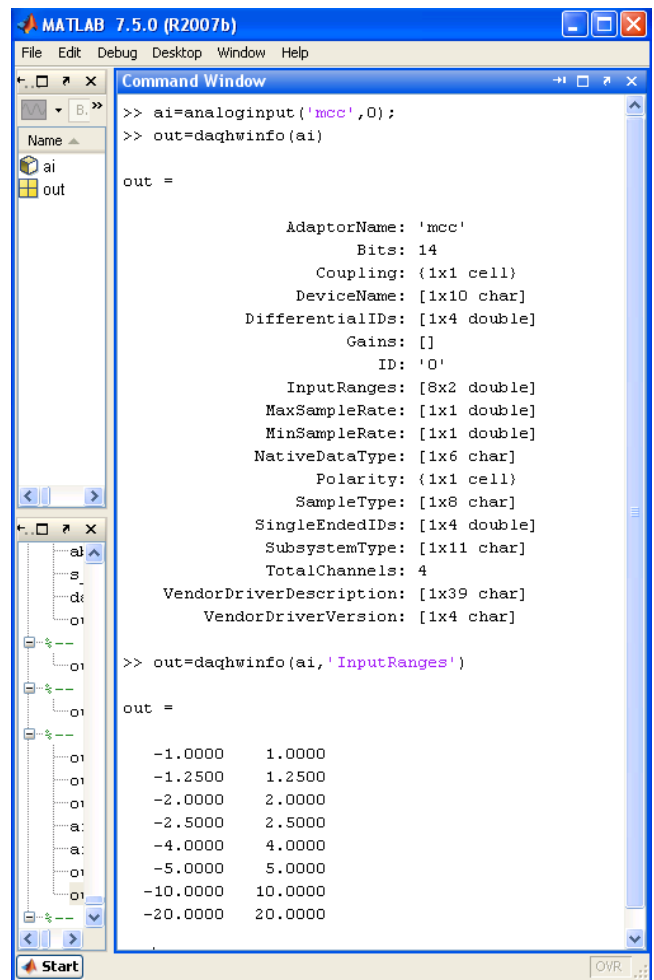 MATLAB 7.5.0 (R2007b)
File Edit Debug Desktop Window Help
Command Window
B.
Name
ai
out
>> ai=analoginput('mcc',0);
>> out=daqhwinfo(ai)
out =
AdaptorName: 'mcc'
Bits: 14
Coupling: {1x1 cell}
DeviceName: [1x10 char]
DifferentialIDs: [1x4 double]
Gains: []
ID: '0'
InputRanges: [8x2 double]
MaxSampleRate: [1x1 double]
MinSampleRate: [1x1 double]
NativeDataType: [1x6 char]
Polarity: {1x1 cell}
SampleType: [1x8 char]
SingleEndedIDs: [1x4 double]
SubsystemType: [1x11 char]
TotalChannels: 4
VendorDriverDescription: [1x39 char]
VendorDriverVersion: [1x4 char]
>> out=daqhwinfo(ai,'InputRanges')
out =
-1.0000 1.0000
-1.2500 1.2500
-2.0000 2.0000
-2.5000 2.5000
-4.0000 4.0000
-5.0000 5.0000
-10.0000 10.0000
-20.0000 20.0000
s_
%--
%--
%--
%--
Start
OVR